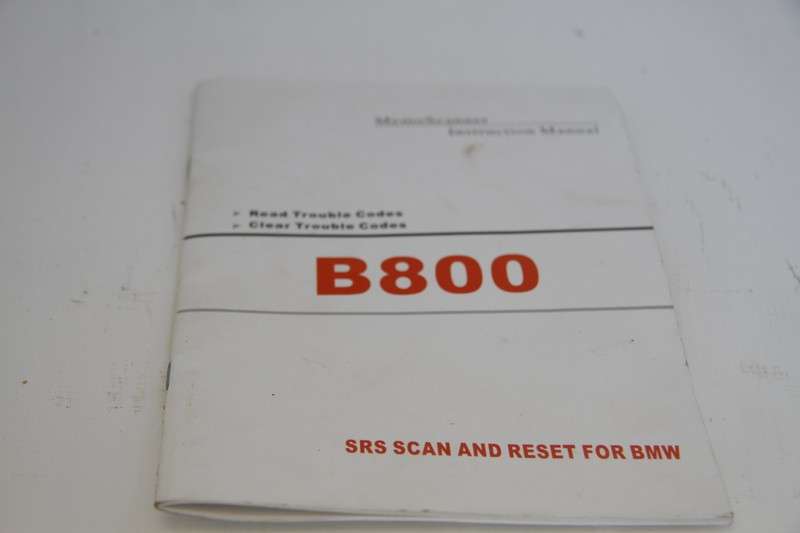 MemoScanner
Instruction Manual
➢ Read Trouble Codes
➢ Clear Trouble Codes
B800
SRS SCAN AND RESET FOR BMW